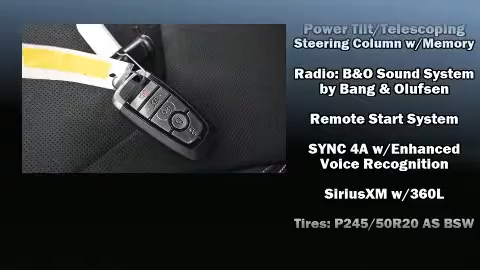 Power Tilt/Telescoping
Steering Column w/Memory
Radio: B&O Sound System
by Bang & Olufsen
Remote Start System
SYNC 4A w/Enhanced
Voice Recognition
SiriusXM w/360L
Tires: P245/50R20 AS BSW